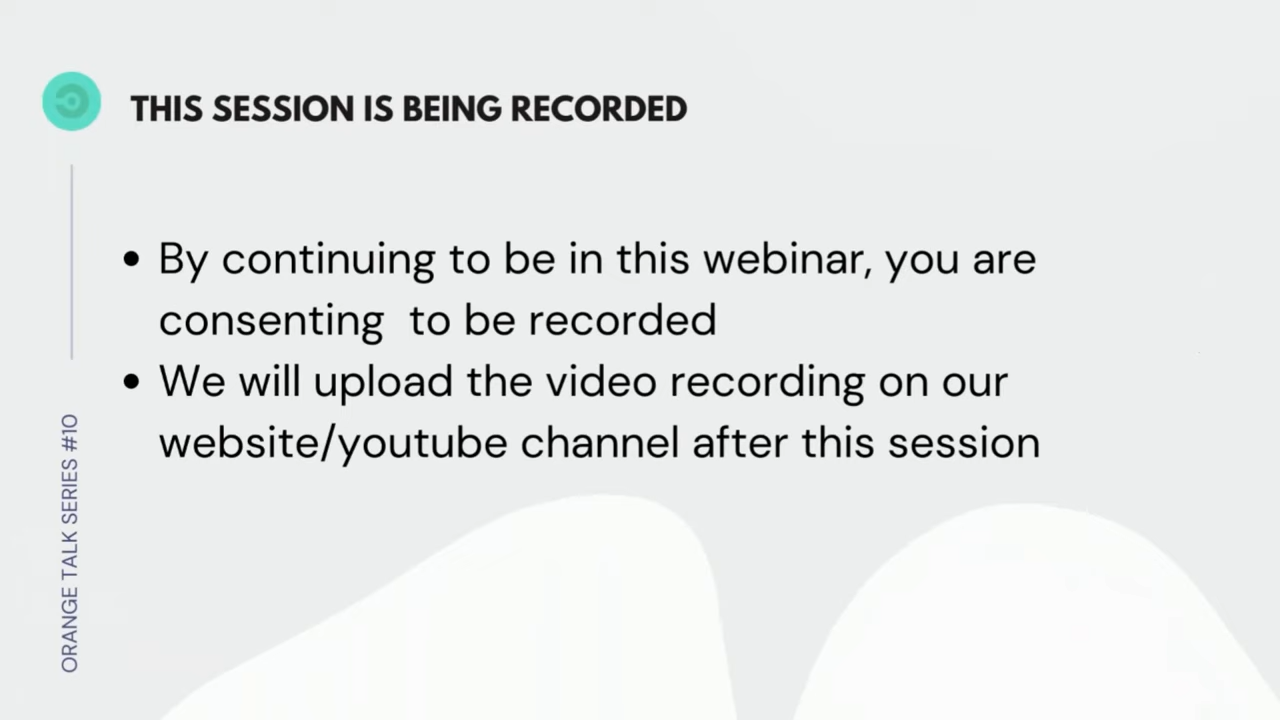 THIS SESSION IS BEING RECORDED
• By continuing to be in this webinar, you are
consenting  to be recorded
• We will upload the video recording on our
website/youtube channel after this session
ORANGE TALK SERIES #10